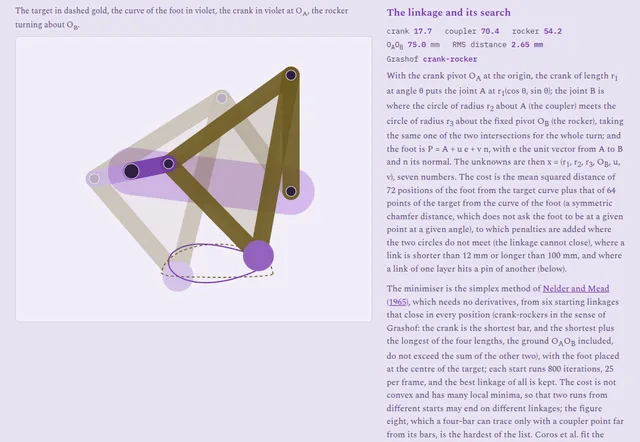 The target in dashed gold, the curve of the foot in violet, the crank in violet at OA, the rocker
turning about OB.
The linkage and its search
crank 17.7 coupler 70.4 rocker 54.2
OAOB 75.0 mm RMS distance 2.65 mm
Grashof crank-rocker
With the crank pivot OA at the origin, the crank of length r1
at angle θ puts the joint A at r1(cos θ, sin θ); the joint B is
where the circle of radius r2 about A (the coupler) meets the
circle of radius r3 about the fixed pivot OB (the rocker), taking
the same one of the two intersections for the whole turn; and
the foot is P = A + u e + v n, with e the unit vector from A to B
and n its normal. The unknowns are then x = (r1, r2, r3, OB, u,
v), seven numbers. The cost is the mean squared distance of
72 positions of the foot from the target curve plus that of 64
points of the target from the curve of the foot (a symmetric
chamfer distance, which does not ask the foot to be at a given
point at a given angle), to which penalties are added where
the two circles do not meet (the linkage cannot close), where a
link is shorter than 12 mm or longer than 100 mm, and where
a link of one layer hits a pin of another (below).
The minimiser is the simplex method of Nelder and Mead
(1965), which needs no derivatives, from six starting linkages
that close in every position (crank-rockers in the sense of
Grashof: the crank is the shortest bar, and the shortest plus
the longest of the four lengths, the ground OAOB included,
do not exceed the sum of the other two), with the foot placed
at the centre of the target; each start runs 800 iterations, 25
per frame, and the best linkage of all is kept. The cost is not
convex and has many local minima, so that two runs from
different starts may end on different linkages; the figure
eight, which a four-bar can trace only with a coupler point far
from its bars, is the hardest of the list. Coros et al. fit the